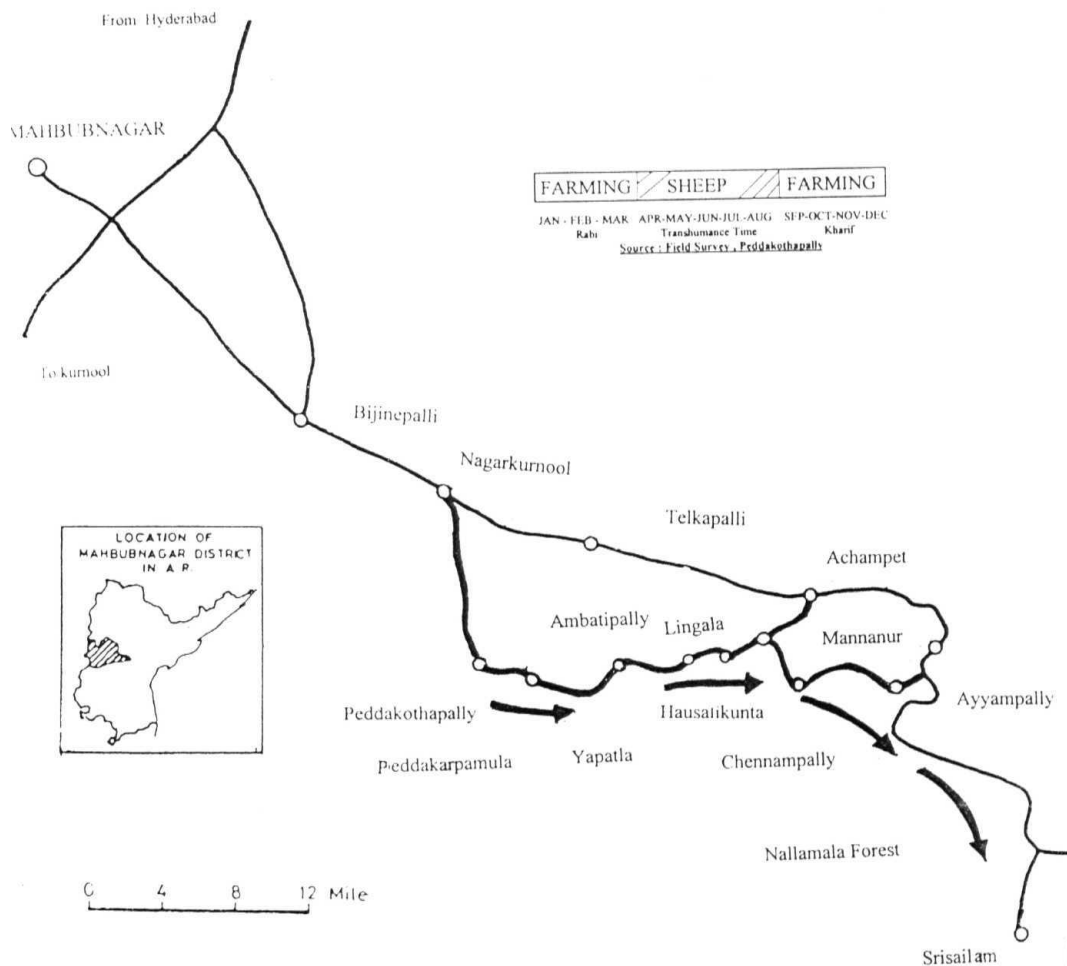 From Hyderabad
MAHBUBNAGAR
FARMING SHEEP FARMING
JAN - FEB - MAR APR-MAY-JUN-JUL-AUG SEP-OCT-NOV-DEC
Rabi Transhumance Time Kharif
Source : Field Survey , Peddakothapally
To kurnool
Bijinepalli
Nagarkurnool
Telkapalli
LOCATION OF
MAHBUBNAGAR DISTRICT
IN A R.
Achampet
Ambatipally
Lingala
Mannanur
Peddakothapally
Hausalikunta
Ayyampally
Peddakarpamula
Yapatla
Chennampally
Nallamala Forest
0 4 8 12 Mile
Srisailam